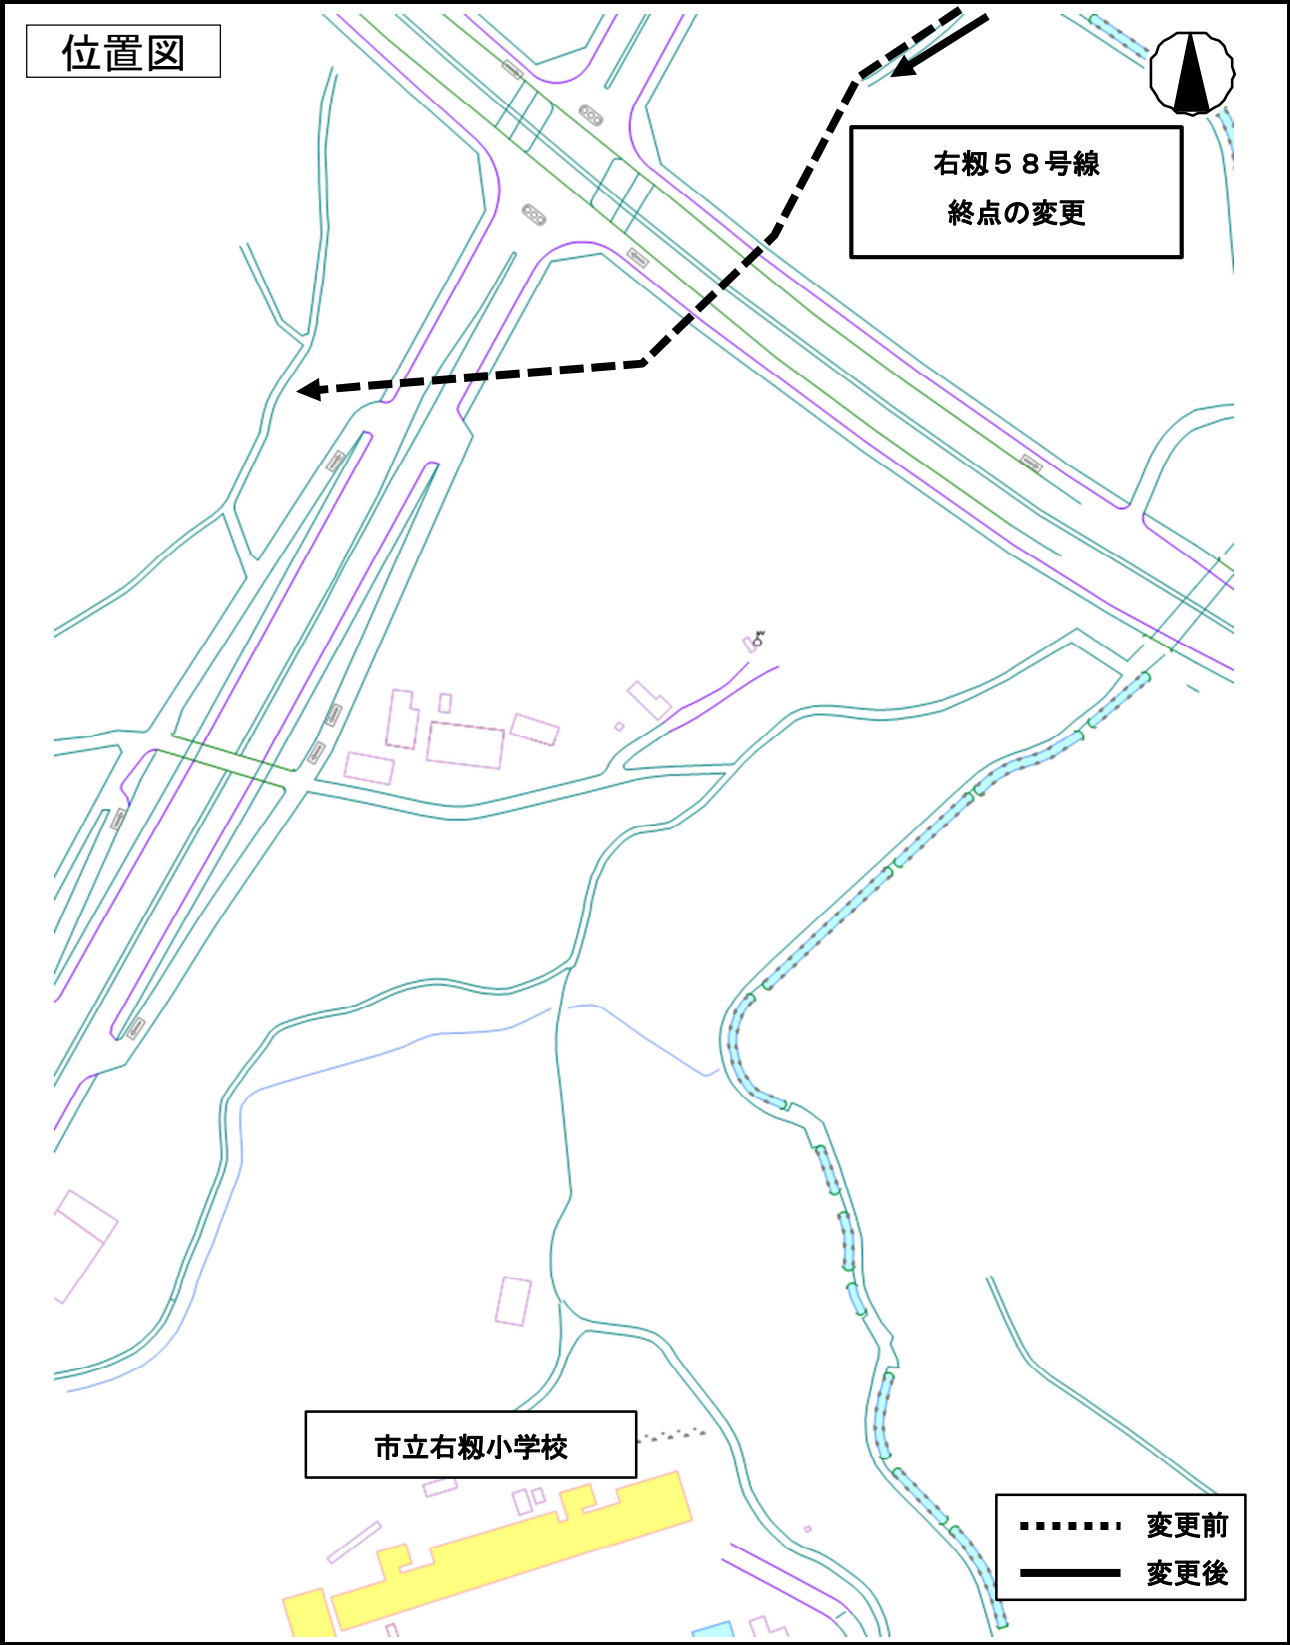 位置図
右籾５８号線
終点の変更
市立右籾小学校
変更前
変更後